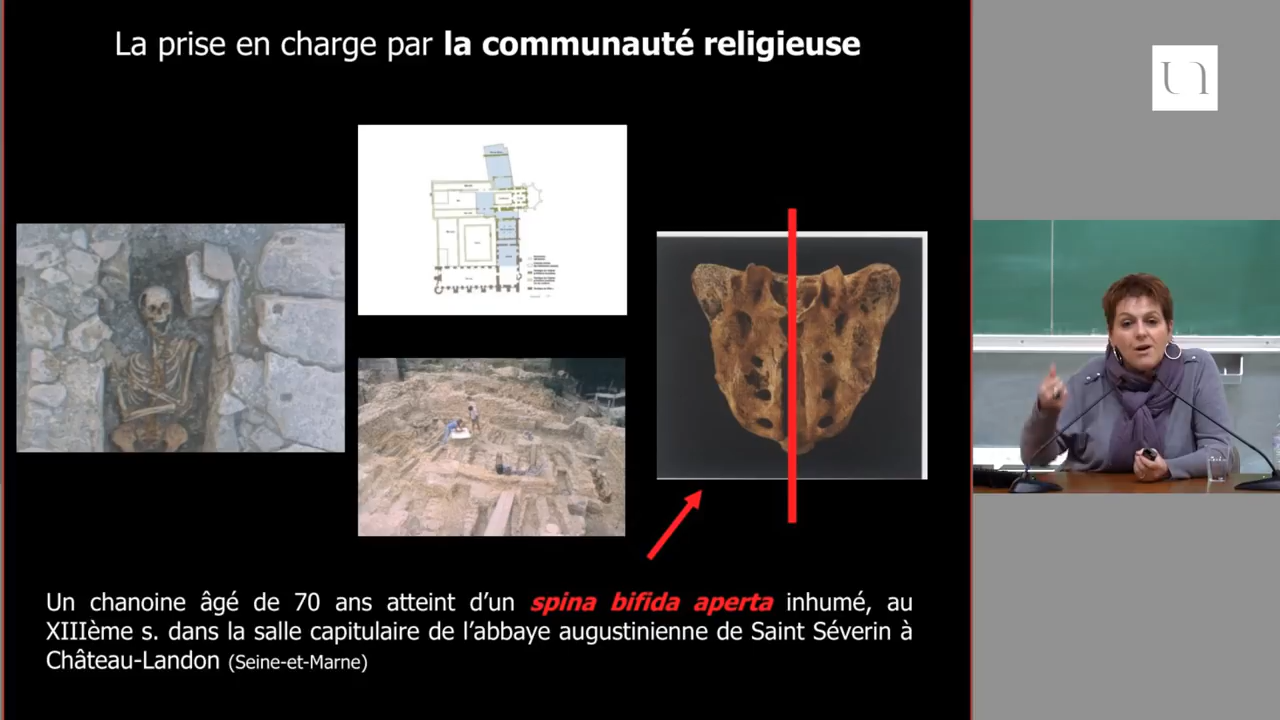 La prise en charge par la communauté religieuse
Un chanoine âgé de 70 ans atteint d’un spina bifida aperta inhumé, au
XIIIème s. dans la salle capitulaire de l’abbaye augustinienne de Saint Séverin à
Château-Landon (Seine-et-Marne)